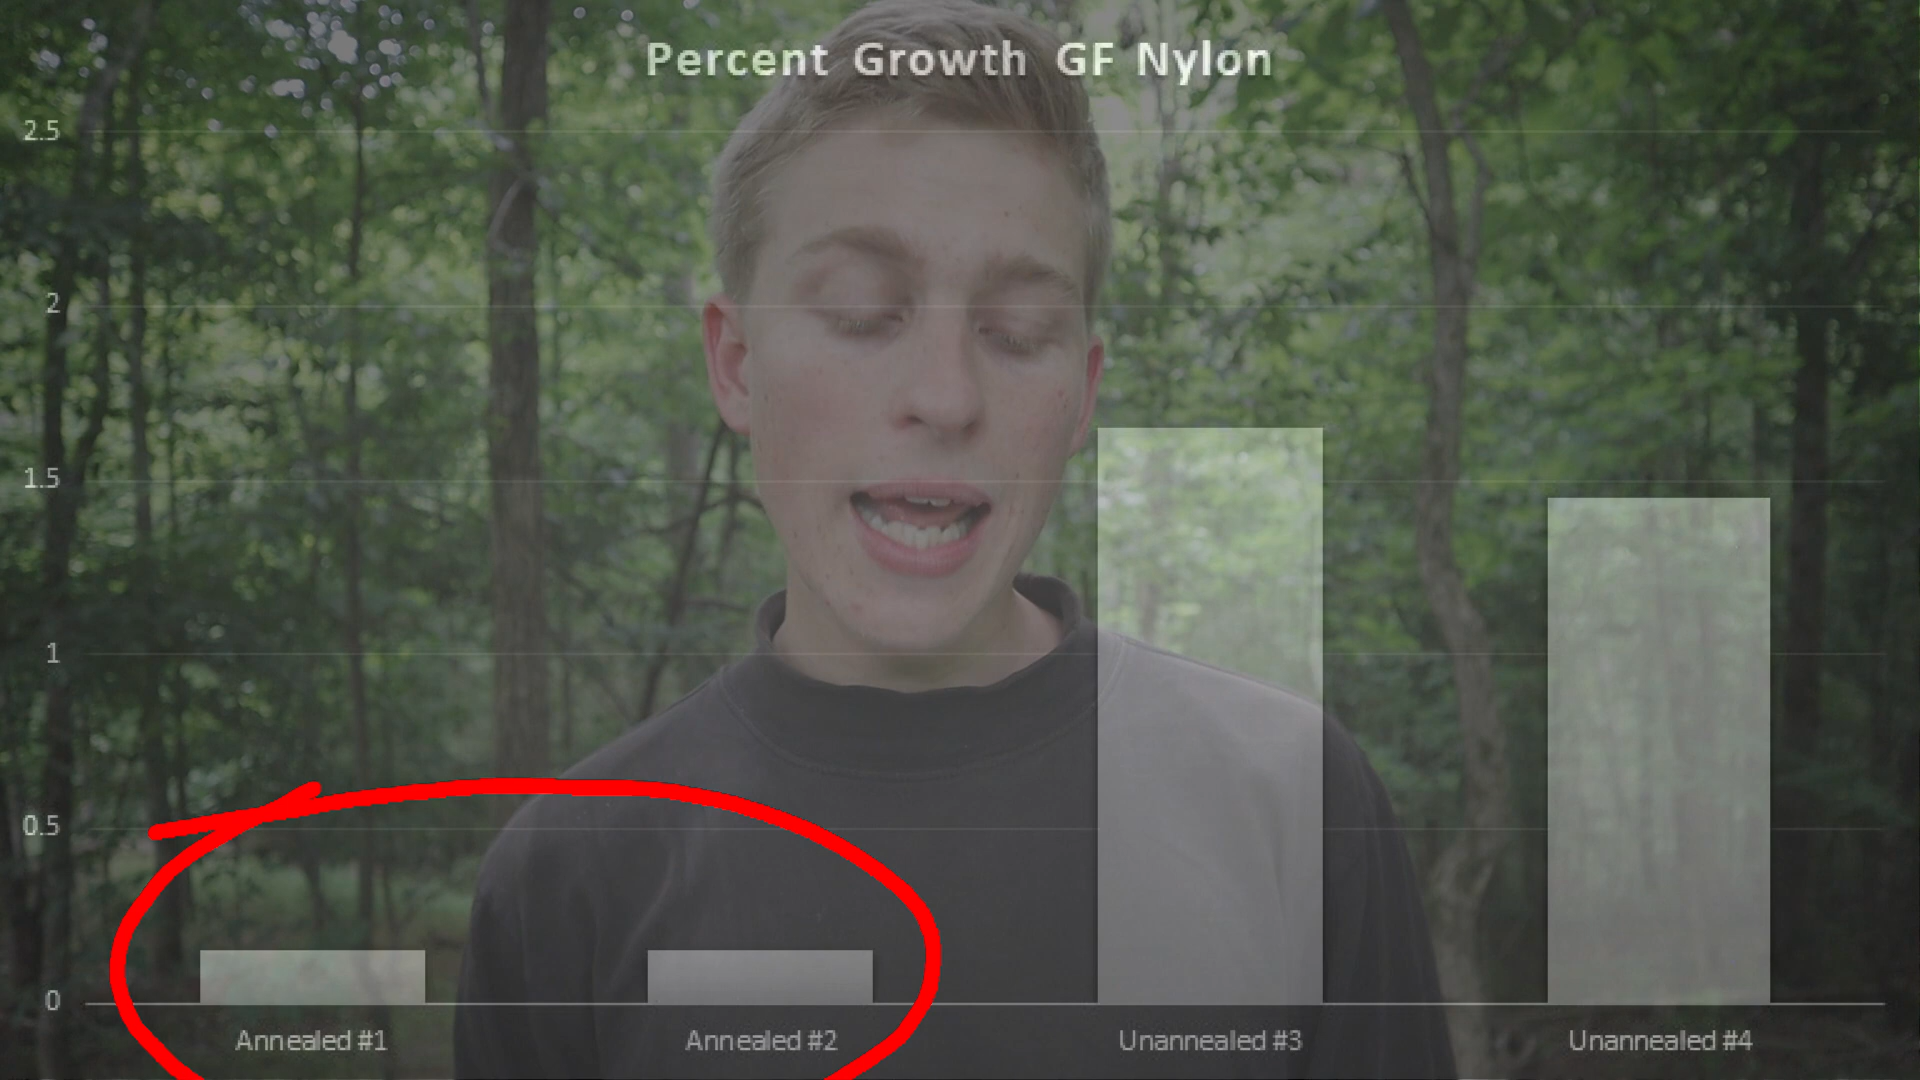 Percent Growth GF Nylon
2.5
2
1.5
1
0.5
0
Annealed #1
Annealed #2
Unannealed #3
Unannealed #4